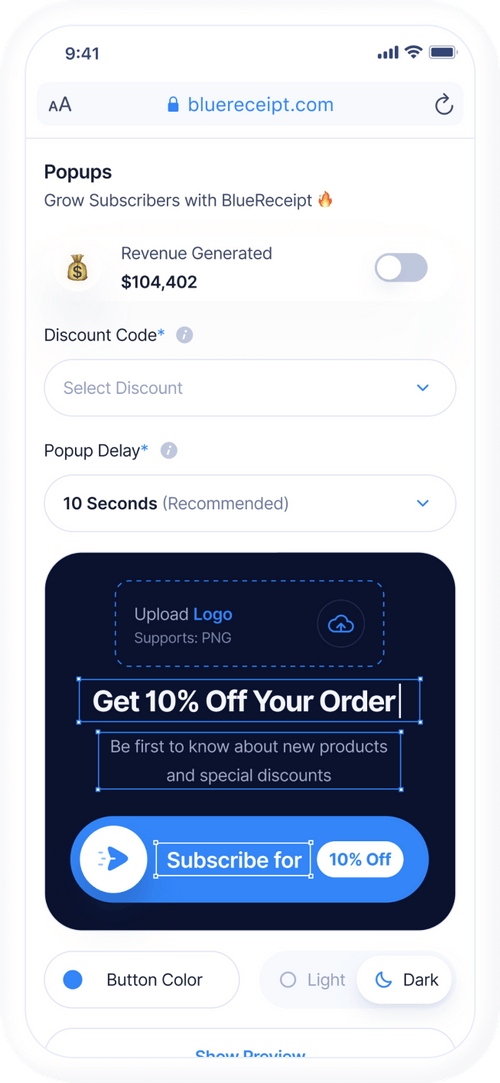 9:41
AA
bluereceipt.com
Popups
Grow Subscribers with BlueReceipt 🔥
Revenue Generated
$104,402
Discount Code*
Select Discount
Popup Delay*
10 Seconds (Recommended)
Upload Logo
Supports: PNG
Get 10% Off Your Order
Be first to know about new products
and special discounts
Subscribe for 10% Off
Button Color
Light
Dark
Show Preview